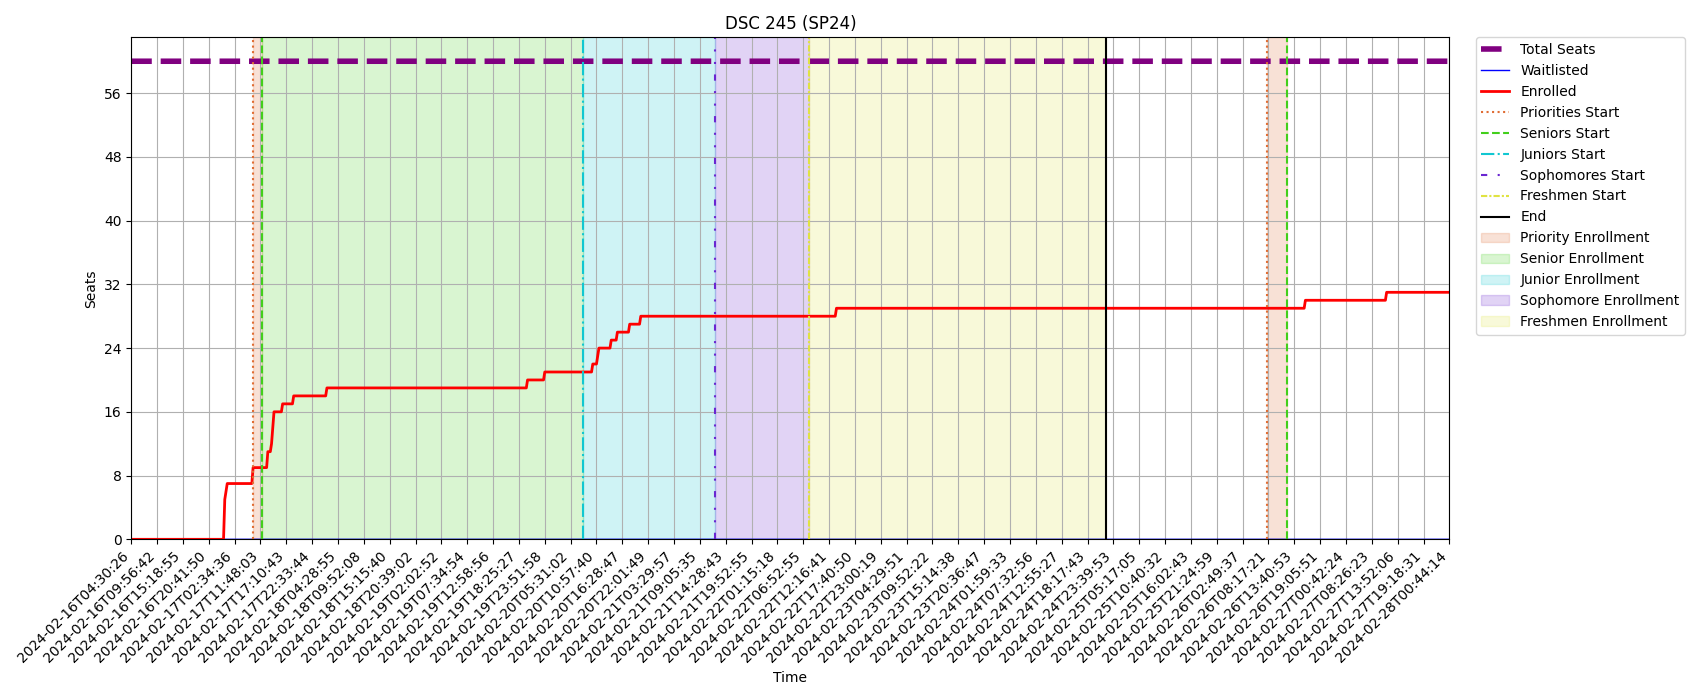 DSC 245 (SP24)
Total Seats
Waitlisted
Enrolled
Priorities Start
Seniors Start
Juniors Start
Sophomores Start
Freshmen Start
End
Priority Enrollment
Senior Enrollment
Junior Enrollment
Sophomore Enrollment
Freshmen Enrollment
Seats
56
48
40
32
24
16
8
0
2024-02-16T04:30:26
2024-02-16T09:56:42
2024-02-16T15:18:55
2024-02-16T20:41:50
2024-02-17T02:34:36
2024-02-17T11:48:03
2024-02-17T17:10:43
2024-02-17T22:33:44
2024-02-18T04:28:55
2024-02-18T09:52:08
2024-02-18T15:15:40
2024-02-18T20:39:02
2024-02-19T02:02:52
2024-02-19T07:34:54
2024-02-19T12:58:56
2024-02-19T18:25:27
2024-02-19T23:51:58
2024-02-20T05:31:02
2024-02-20T10:57:40
2024-02-20T16:28:47
2024-02-20T22:01:49
2024-02-21T03:29:57
2024-02-21T09:05:35
2024-02-21T14:28:43
2024-02-21T19:52:55
2024-02-22T01:15:18
2024-02-22T06:52:55
2024-02-22T12:16:41
2024-02-22T17:40:50
2024-02-22T23:00:19
2024-02-23T04:29:51
2024-02-23T09:52:22
2024-02-23T15:14:38
2024-02-23T20:36:47
2024-02-24T01:59:33
2024-02-24T07:32:56
2024-02-24T12:55:27
2024-02-24T18:17:43
2024-02-24T23:39:53
2024-02-25T05:17:05
2024-02-25T10:40:32
2024-02-25T16:02:43
2024-02-25T21:24:59
2024-02-26T02:49:37
2024-02-26T08:17:21
2024-02-26T13:40:53
2024-02-26T19:05:51
2024-02-27T00:42:24
2024-02-27T08:26:23
2024-02-27T13:52:06
2024-02-27T19:18:31
2024-02-28T00:44:14
Time